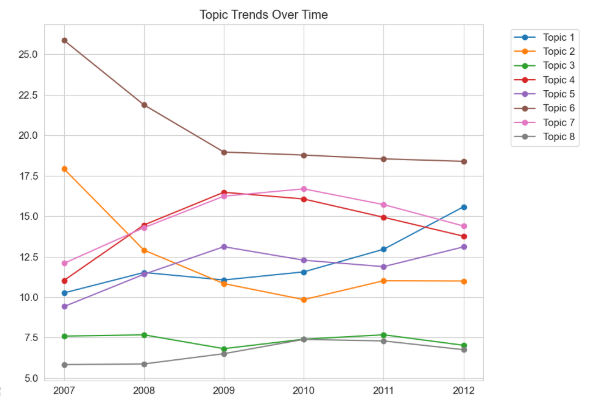 Topic Trends Over Time
25.0
22.5
20.0
17.5
15.0
12.5
10.0
7.5
5.0
2007 2008 2009 2010 2011 2012
Topic 1
Topic 2
Topic 3
Topic 4
Topic 5
Topic 6
Topic 7
Topic 8